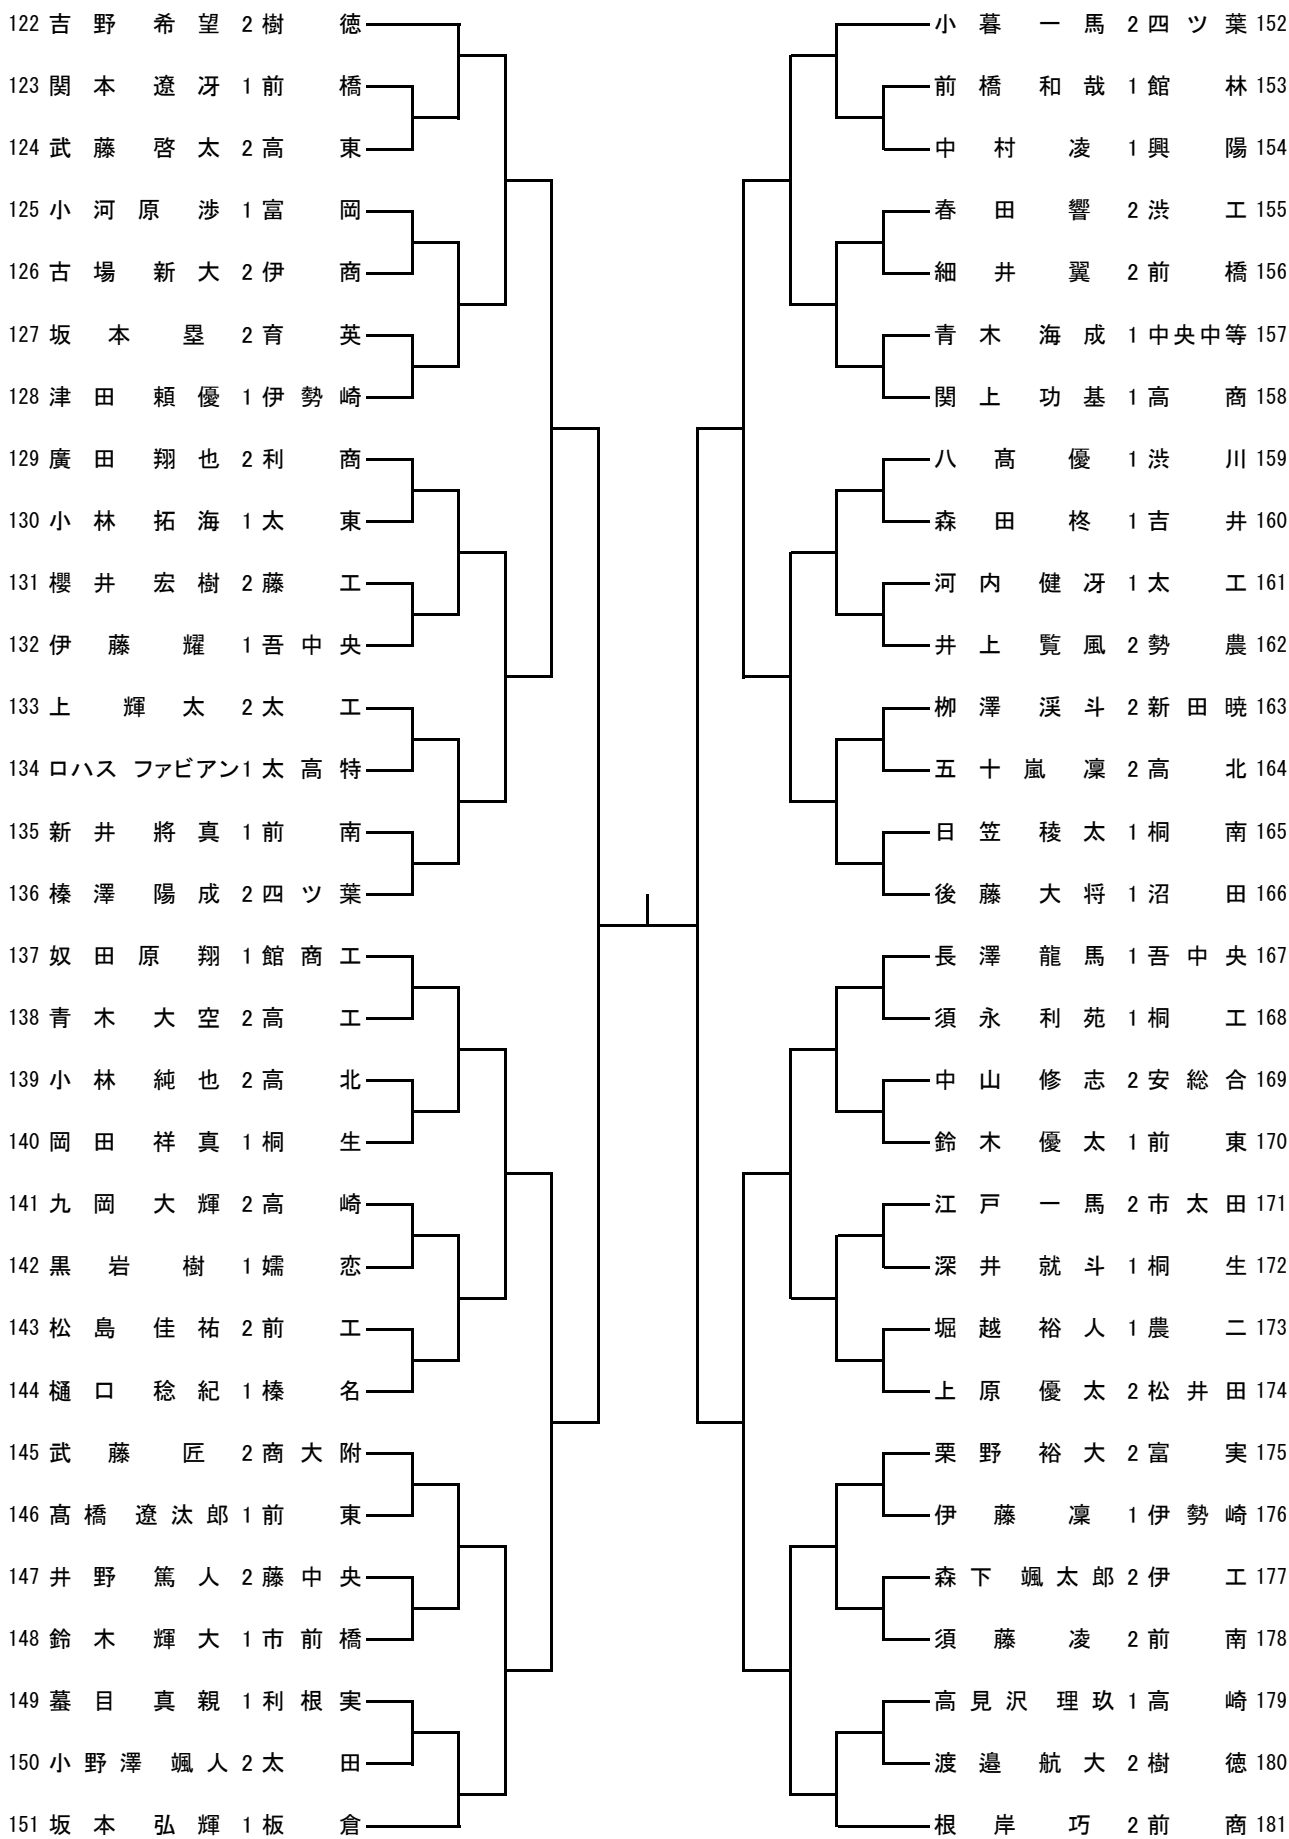 122 吉野 希望 2 樹徳
123 関本 遼冴 1 前橋
124 武藤 啓太 2 高東
125 小河原 渉 1 富岡
126 古場 新大 2 伊商
127 坂本 塁 2 育英
128 津田 頼優 1 伊勢崎
129 廣田 翔也 2 利商
130 小林 拓海 1 太東
131 櫻井 宏樹 2 藤工
132 伊藤 耀 1 吾中央
133 上 輝太 2 太工
134 ロハス ファビアン 1 太高特
135 新井 將真 1 前南
136 榛澤 陽成 2 四ツ葉
137 奴田原 翔 1 館商工
138 青木 大空 2 高工
139 小林 純也 2 高北
140 岡田 祥真 1 桐生
141 九岡 大輝 2 高崎
142 黒岩 樹 1 嬬恋
143 松島 佳祐 2 前工
144 樋口 稔紀 1 榛名
145 武藤 匠 2 商大附
146 髙橋 遼汰郎 1 前東
147 井野 篤人 2 藤中央
148 鈴木 輝大 1 市前橋
149 蟇目 真親 1 利根実
150 小野澤 颯人 2 太田
151 坂本 弘輝 1 板倉
小暮 一馬 2 四ツ葉 152
前橋 和哉 1 館林 153
中村 凌 1 興陽 154
春田 響 2 渋工 155
細井 翼 2 前橋 156
青木 海成 1 中央中等 157
関上 功基 1 高商 158
八髙 優 1 渋川 159
森田 柊 1 吉井 160
河内 健冴 1 太工 161
井上 覧風 2 勢農 162
栁澤 渓斗 2 新田暁 163
五十嵐 凜 2 高北 164
日笠 稜太 1 桐南 165
後藤 大将 1 沼田 166
長澤 龍馬 1 吾中央 167
須永 利苑 1 桐工 168
中山 修志 2 安総合 169
鈴木 優太 1 前東 170
江戸 一馬 2 市太田 171
深井 就斗 1 桐生 172
堀越 裕人 1 農二 173
上原 優太 2 松井田 174
栗野 裕大 2 富実 175
伊藤 凜 1 伊勢崎 176
森下 颯太郎 2 伊工 177
須藤 凌 2 前南 178
高見沢 理玖 1 高崎 179
渡邉 航大 2 樹徳 180
根岸 巧 2 前商 181